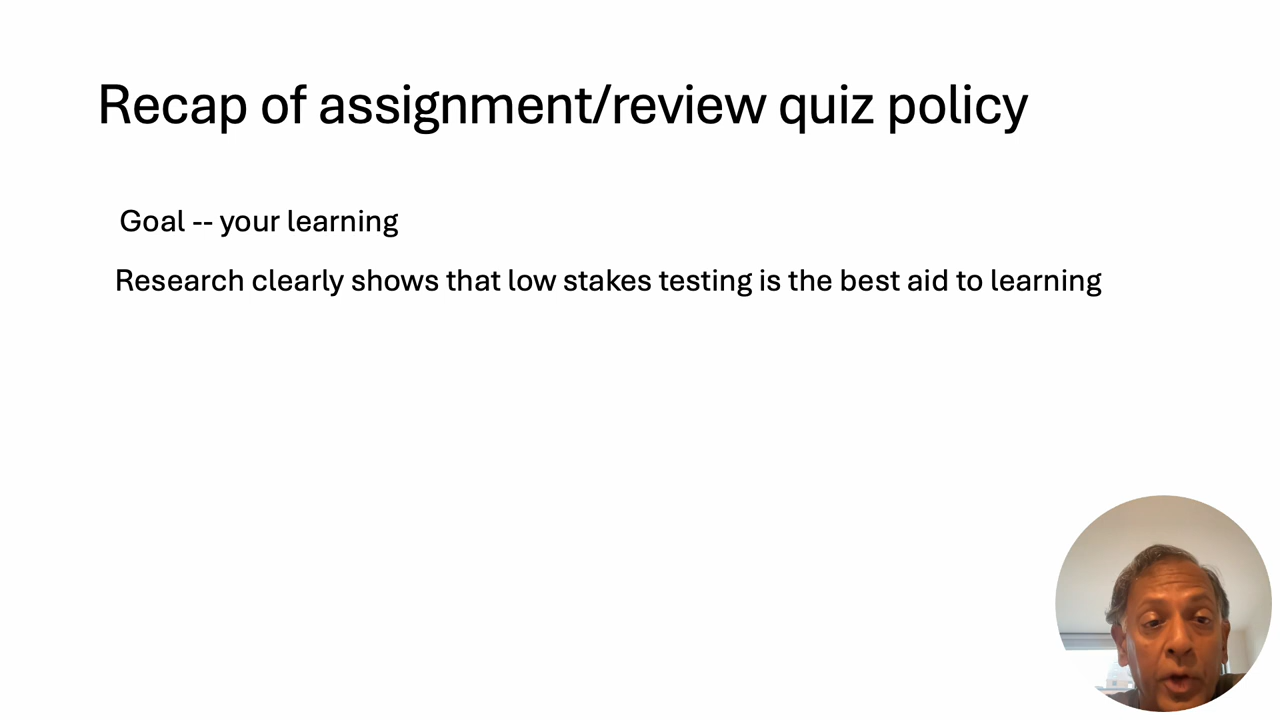 Recap of assignment/review quiz policy
Goal -- your learning
Research clearly shows that low stakes testing is the best aid to learning